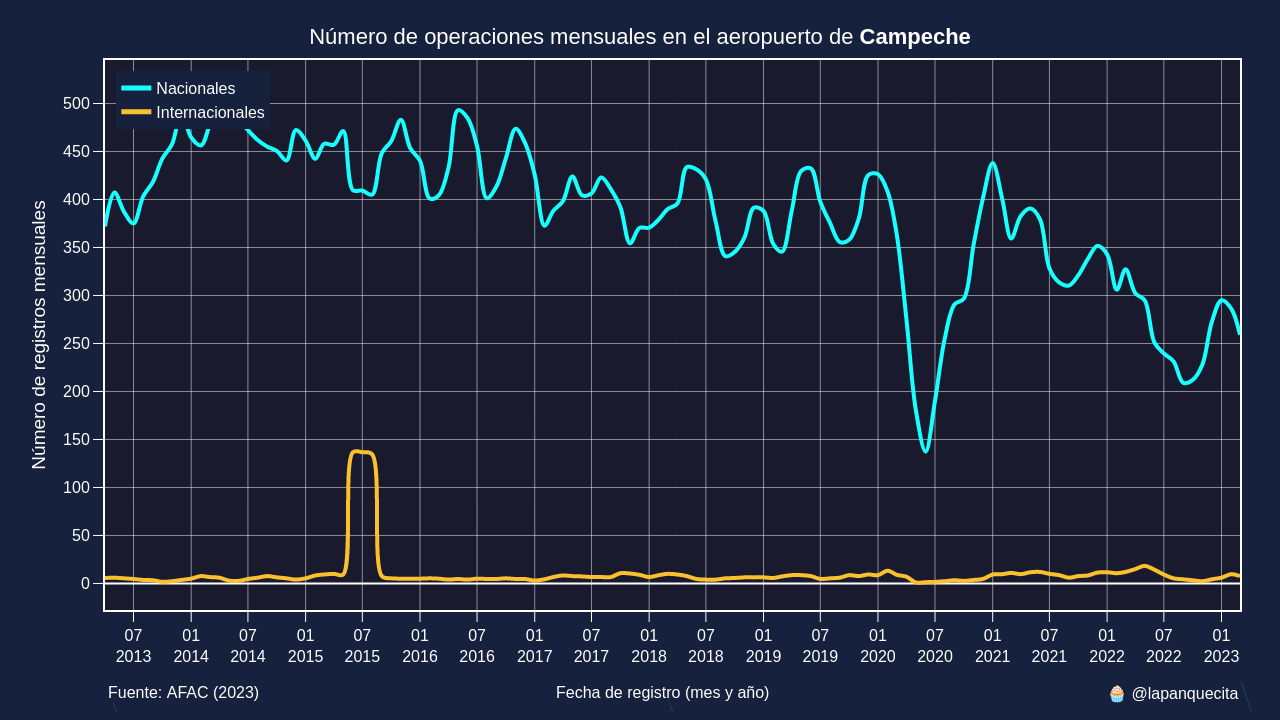 Número de operaciones mensuales en el aeropuerto de Campeche
Nacionales
Internacionales
Número de registros mensuales
500
450
400
350
300
250
200
150
100
50
0
07 01 07 01 07 01 07 01 07 01 07 01 07 01 07 01 07 01 07 01
2013 2014 2014 2015 2015 2016 2016 2017 2017 2018 2018 2019 2019 2020 2020 2021 2021 2022 2022 2023
Fuente: AFAC (2023)
Fecha de registro (mes y año)
🧁 @lapanquecita